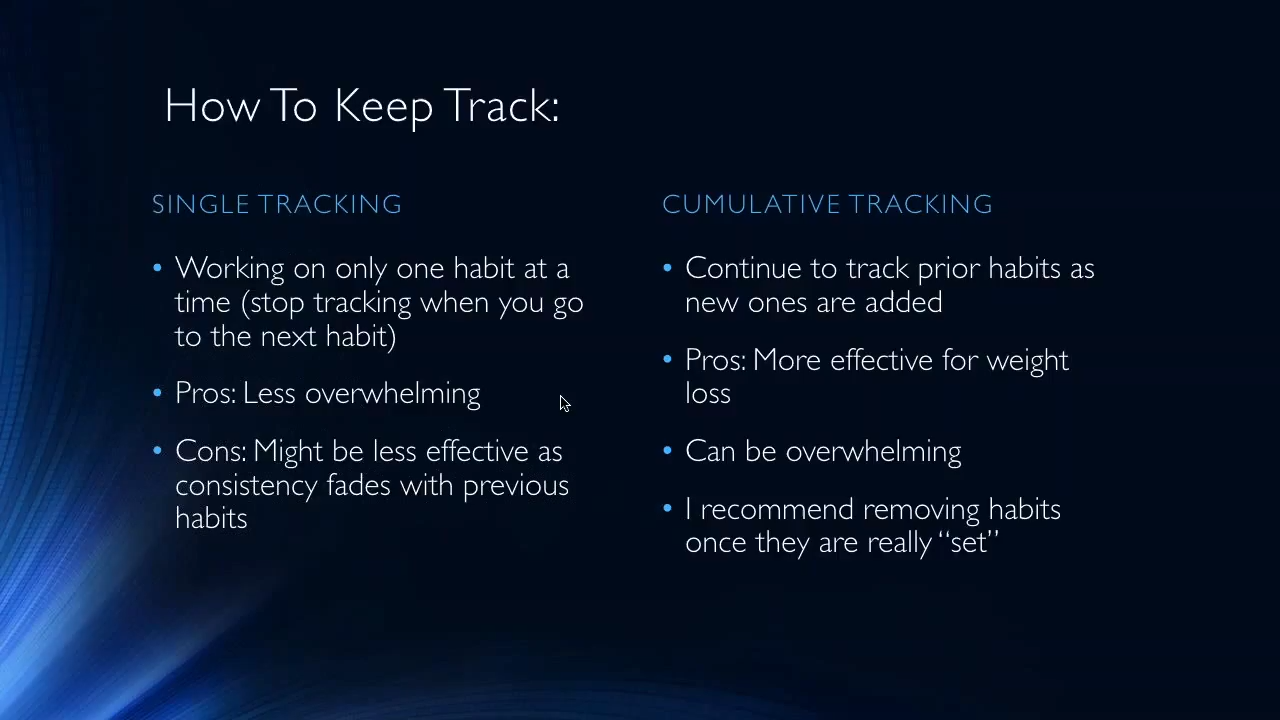 How To Keep Track:
SINGLE TRACKING
• Working on only one habit at a
time (stop tracking when you go
to the next habit)
• Pros: Less overwhelming
• Cons: Might be less effective as
consistency fades with previous
habits
CUMULATIVE TRACKING
• Continue to track prior habits as
new ones are added
• Pros: More effective for weight
loss
• Can be overwhelming
• I recommend removing habits
once they are really “set”